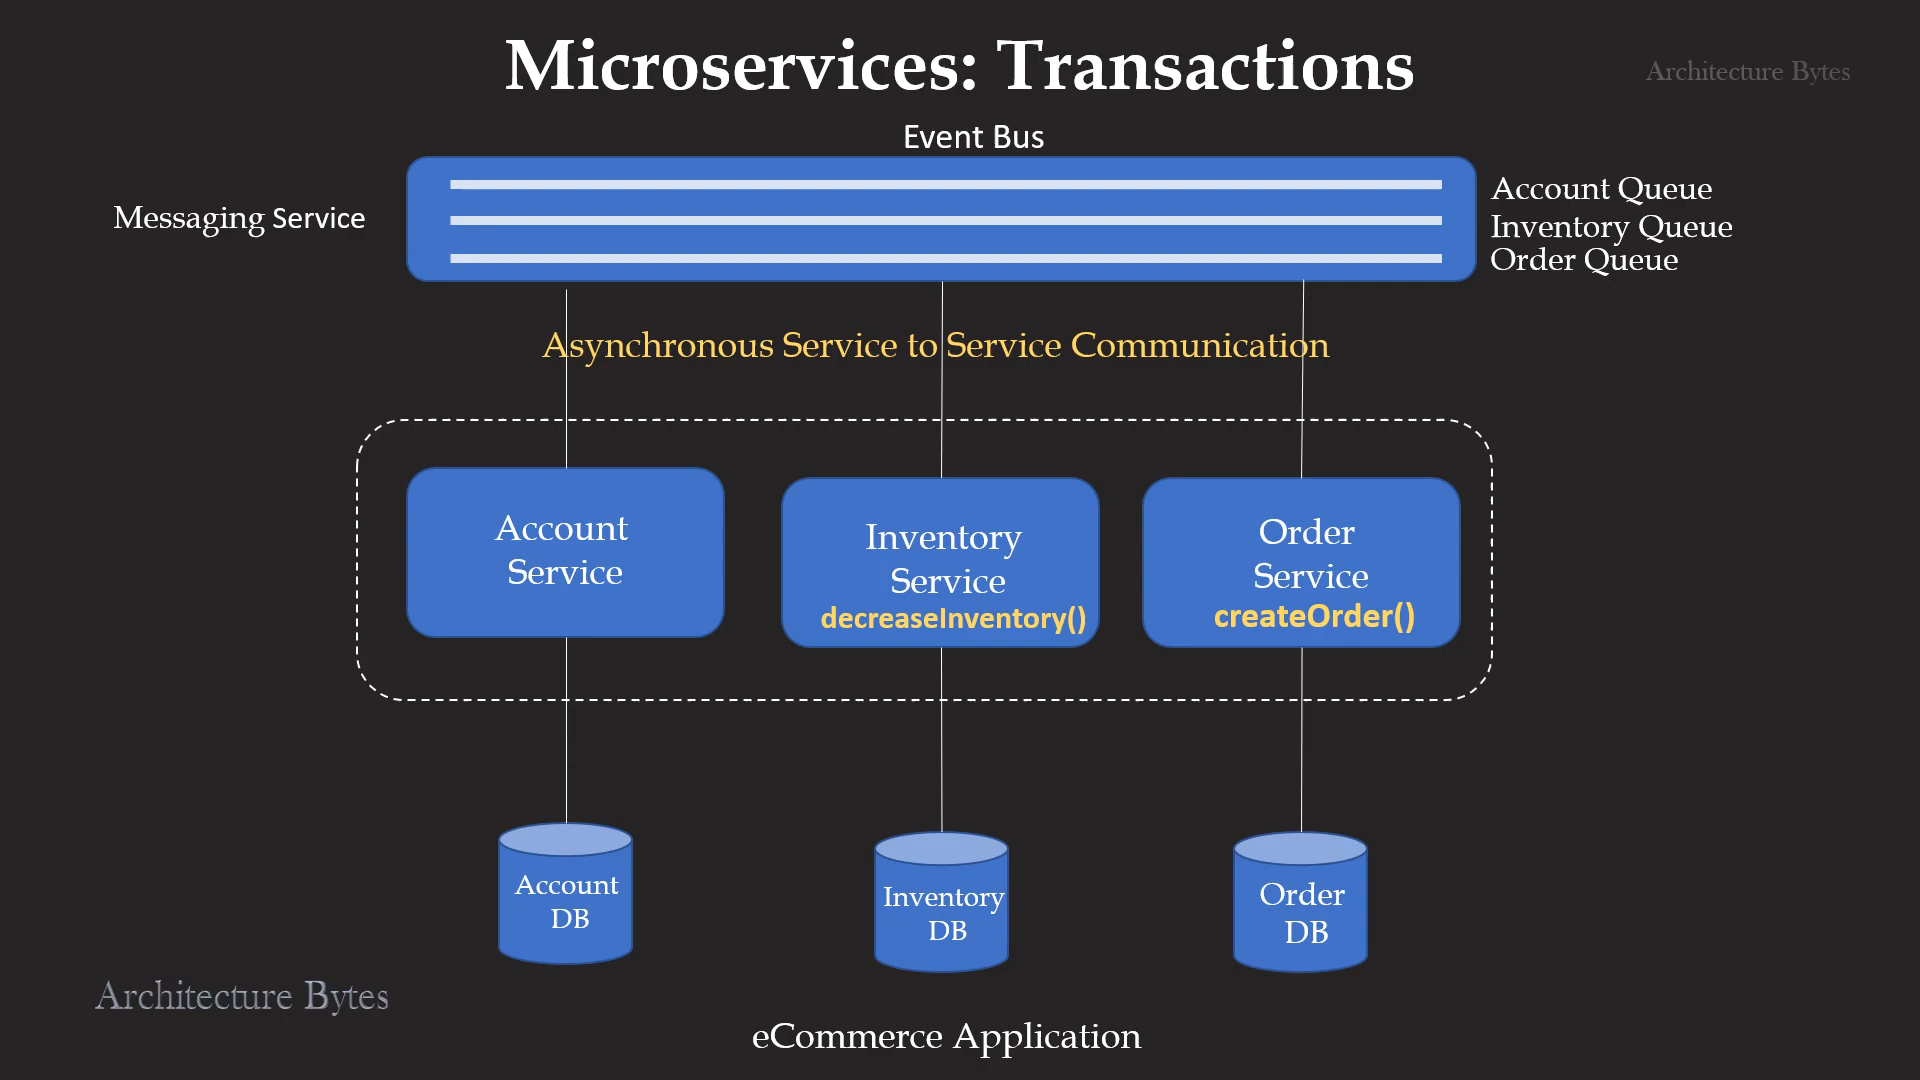 Microservices: Transactions
Architecture Bytes
Event Bus
Messaging Service
Account Queue
Inventory Queue
Order Queue
Asynchronous Service to Service Communication
Account
Service
Inventory
Service
decreaseInventory()
Order
Service
createOrder()
Account
DB
Inventory
DB
Order
DB
Architecture Bytes
eCommerce Application